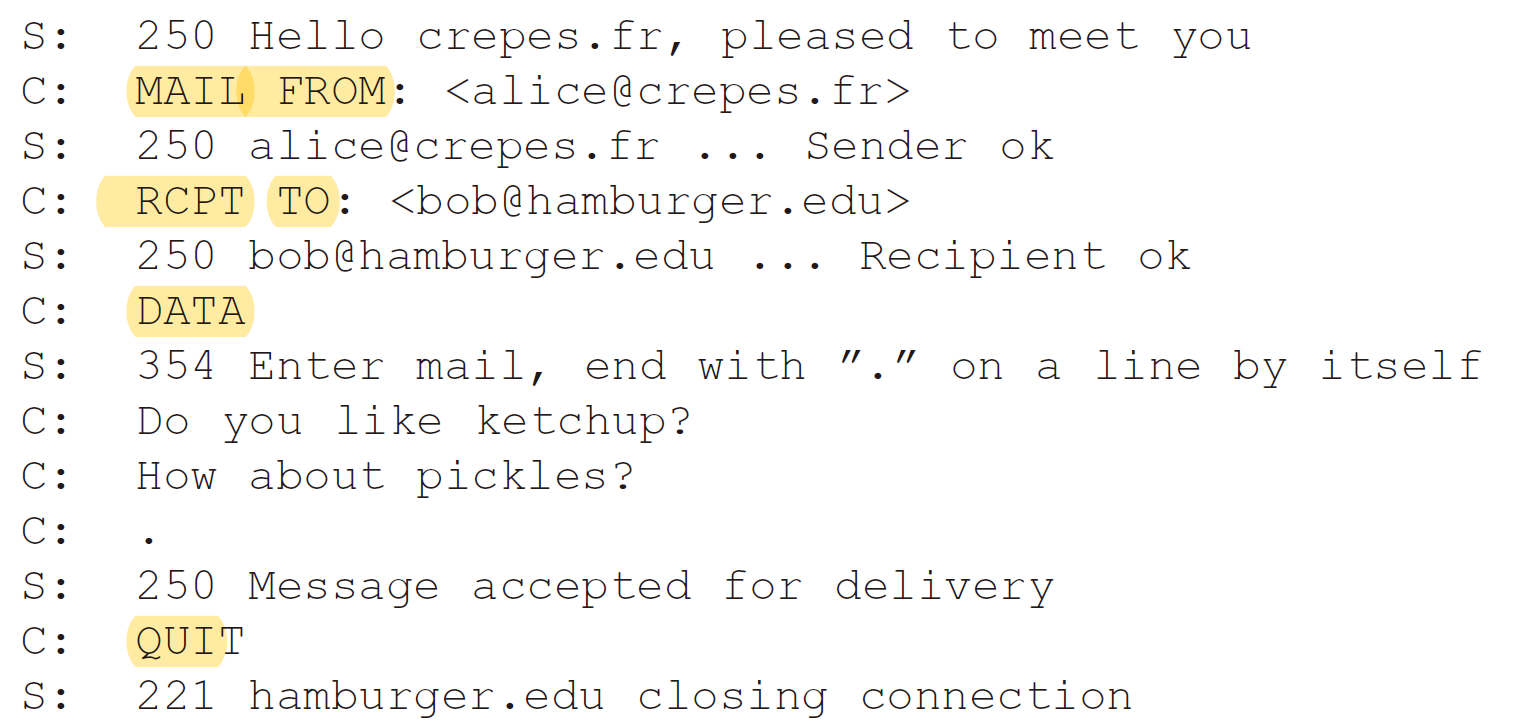 S: 250 Hello crepes.fr, pleased to meet you
C: MAIL FROM: <alice@crepes.fr>
S: 250 alice@crepes.fr ... Sender ok
C: RCPT TO: <bob@hamburger.edu>
S: 250 bob@hamburger.edu ... Recipient ok
C: DATA
S: 354 Enter mail, end with ”.” on a line by itself
C: Do you like ketchup?
C: How about pickles?
C: .
S: 250 Message accepted for delivery
C: QUIT
S: 221 hamburger.edu closing connection